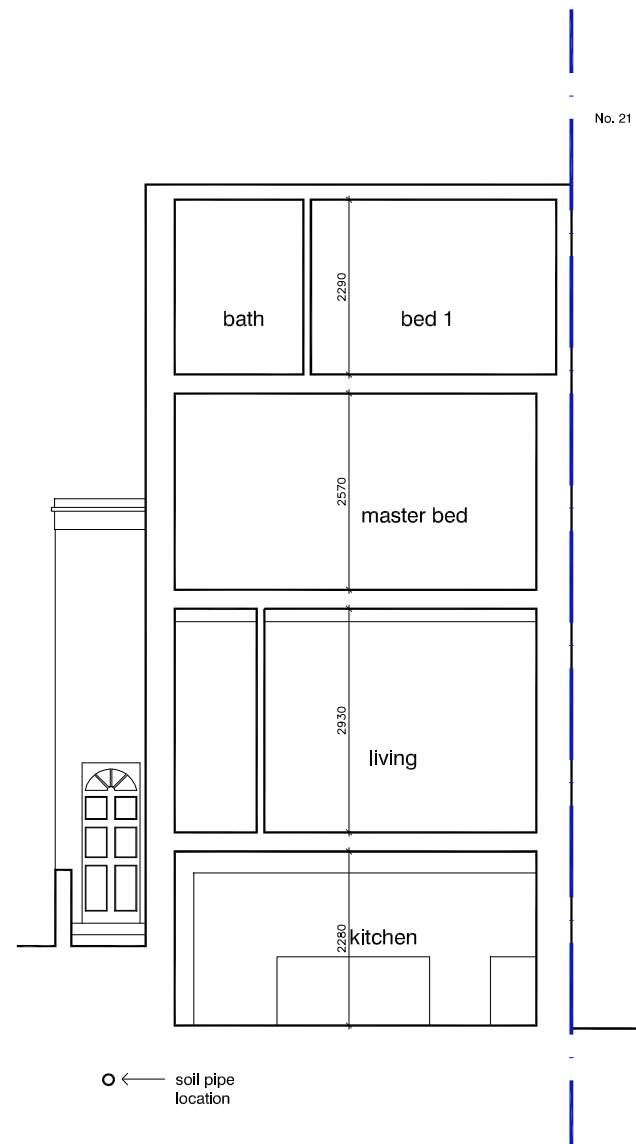 No. 21
2290
bath
bed 1
2570
master bed
2930
living
2280
kitchen
soil pipe
location